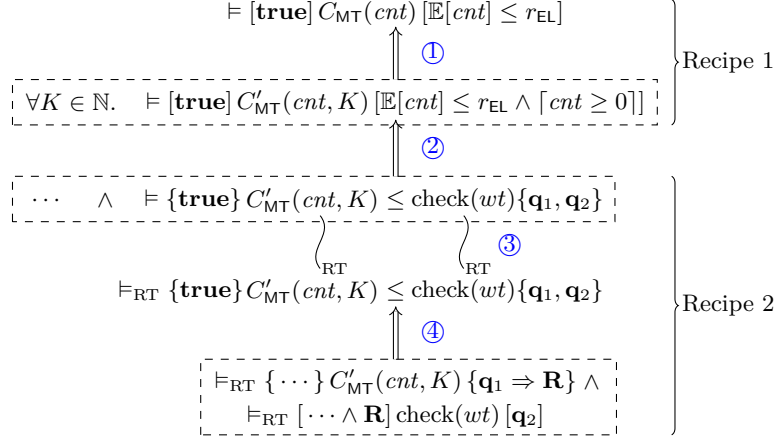 ⊨ [true] C_MT(cnt) [𝔼[cnt] ≤ r_EL]
①
Recipe 1
∀K ∈ ℕ. ⊨ [true] C′_MT(cnt, K) [𝔼[cnt] ≤ r_EL ∧ ⌈cnt ≥ 0⌉]
②
··· ∧ ⊨ {true} C′_MT(cnt, K) ≤ check(wt){q₁, q₂}
③
RT RT
⊨_RT {true} C′_MT(cnt, K) ≤ check(wt){q₁, q₂}
Recipe 2
④
⊨_RT {···} C′_MT(cnt, K) {q₁ ⇒ R} ∧
⊨_RT [··· ∧ R] check(wt) [q₂]